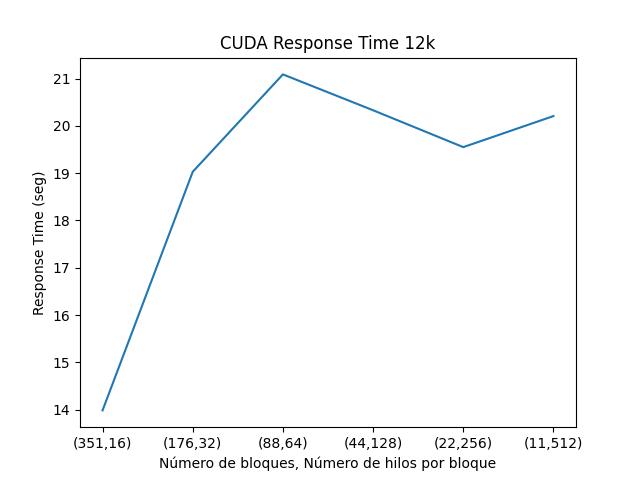 CUDA Response Time 12k
Response Time (seg)
21
20
19
18
17
16
15
14
(351,16) (176,32) (88,64) (44,128) (22,256) (11,512)
Número de bloques, Número de hilos por bloque